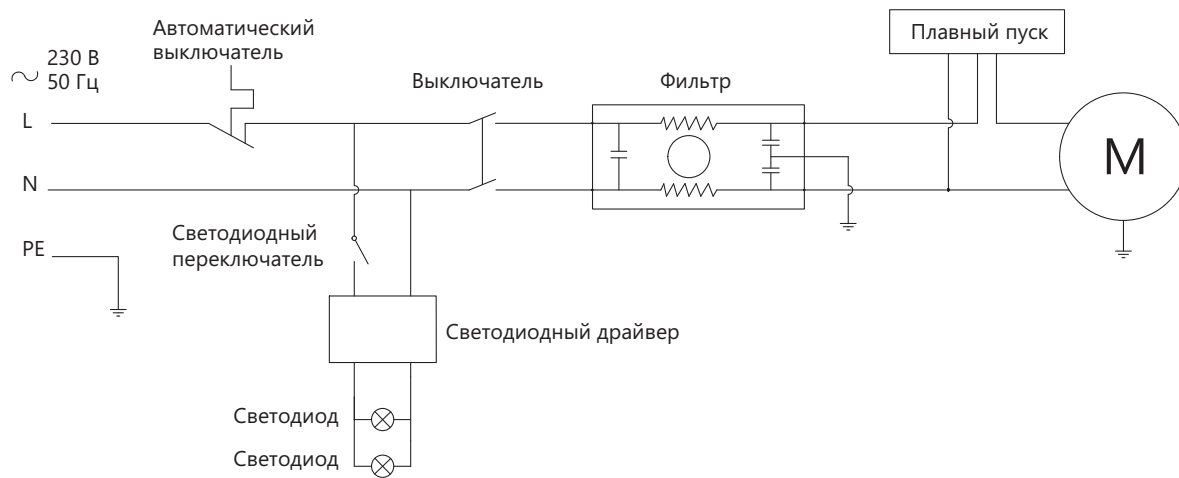 Автоматический
выключатель
230 В
50 Гц
Плавный пуск
Выключатель
Фильтр
L
M
N
Светодиодный
переключатель
PE
Светодиодный драйвер
Светодиод
Светодиод